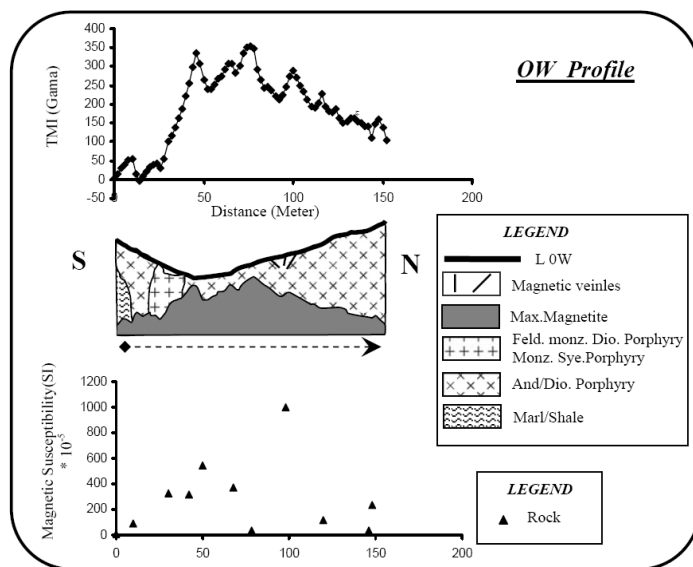 OW Profile
TMI (Gama)
400
350
300
250
200
150
100
50
0
-50
0
50
100
150
200
Distance (Meter)
S
N
LEGEND
L 0W
Magnetic veinles
Max.Magnetite
Feld. monz. Dio. Porphyry
Monz. Sye.Porphyry
And/Dio. Porphyry
Marl/Shale
Magnetic Susceptibility(SI)
* 10-5
1200
1000
800
600
400
200
0
0
50
100
150
200
LEGEND
Rock